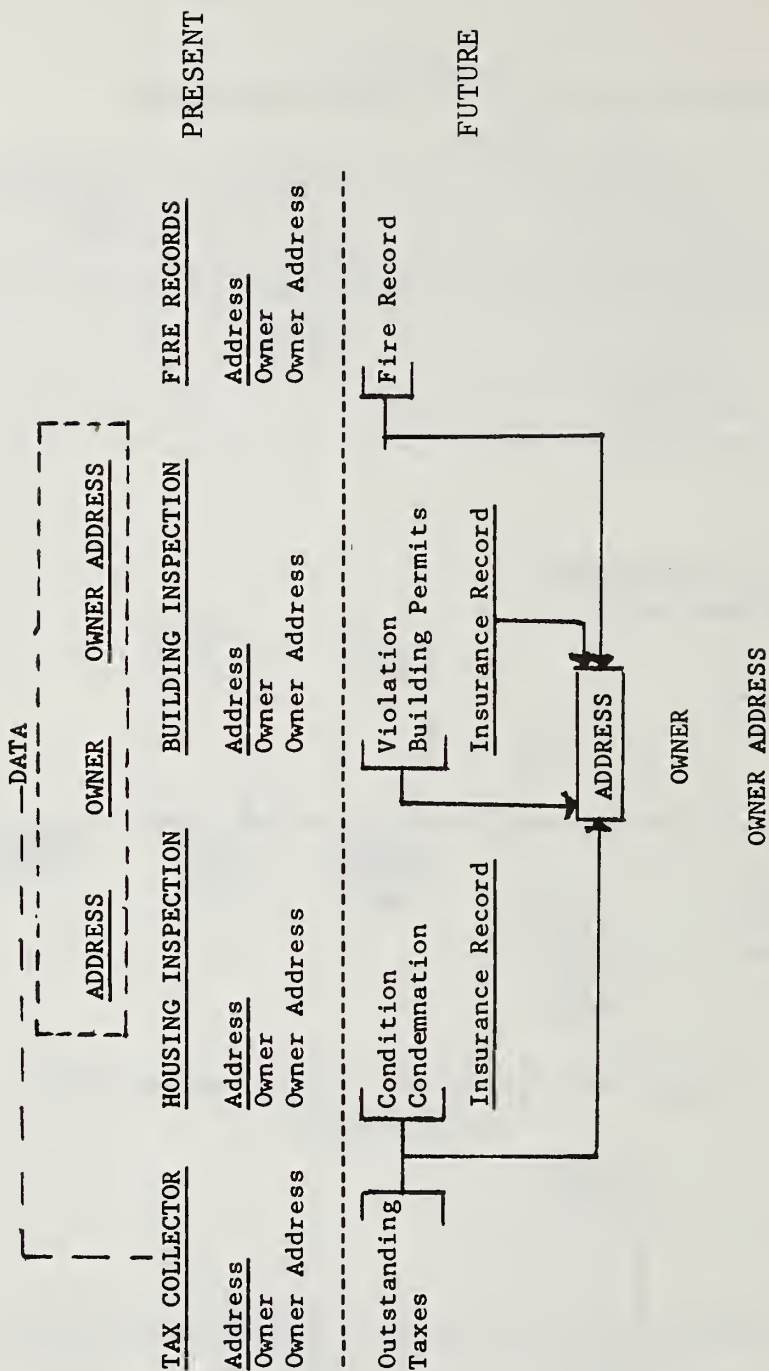 DATA
ADDRESS OWNER OWNER ADDRESS
TAX COLLECTOR HOUSING INSPECTION BUILDING INSPECTION FIRE RECORDS PRESENT
Address Address Address Address
Owner Owner Owner Owner
Owner Address Owner Address Owner Address Owner Address
Outstanding Condition Violation Fire Record FUTURE
Taxes Condemnation Building Permits
Insurance Record Insurance Record
ADDRESS
OWNER
OWNER ADDRESS